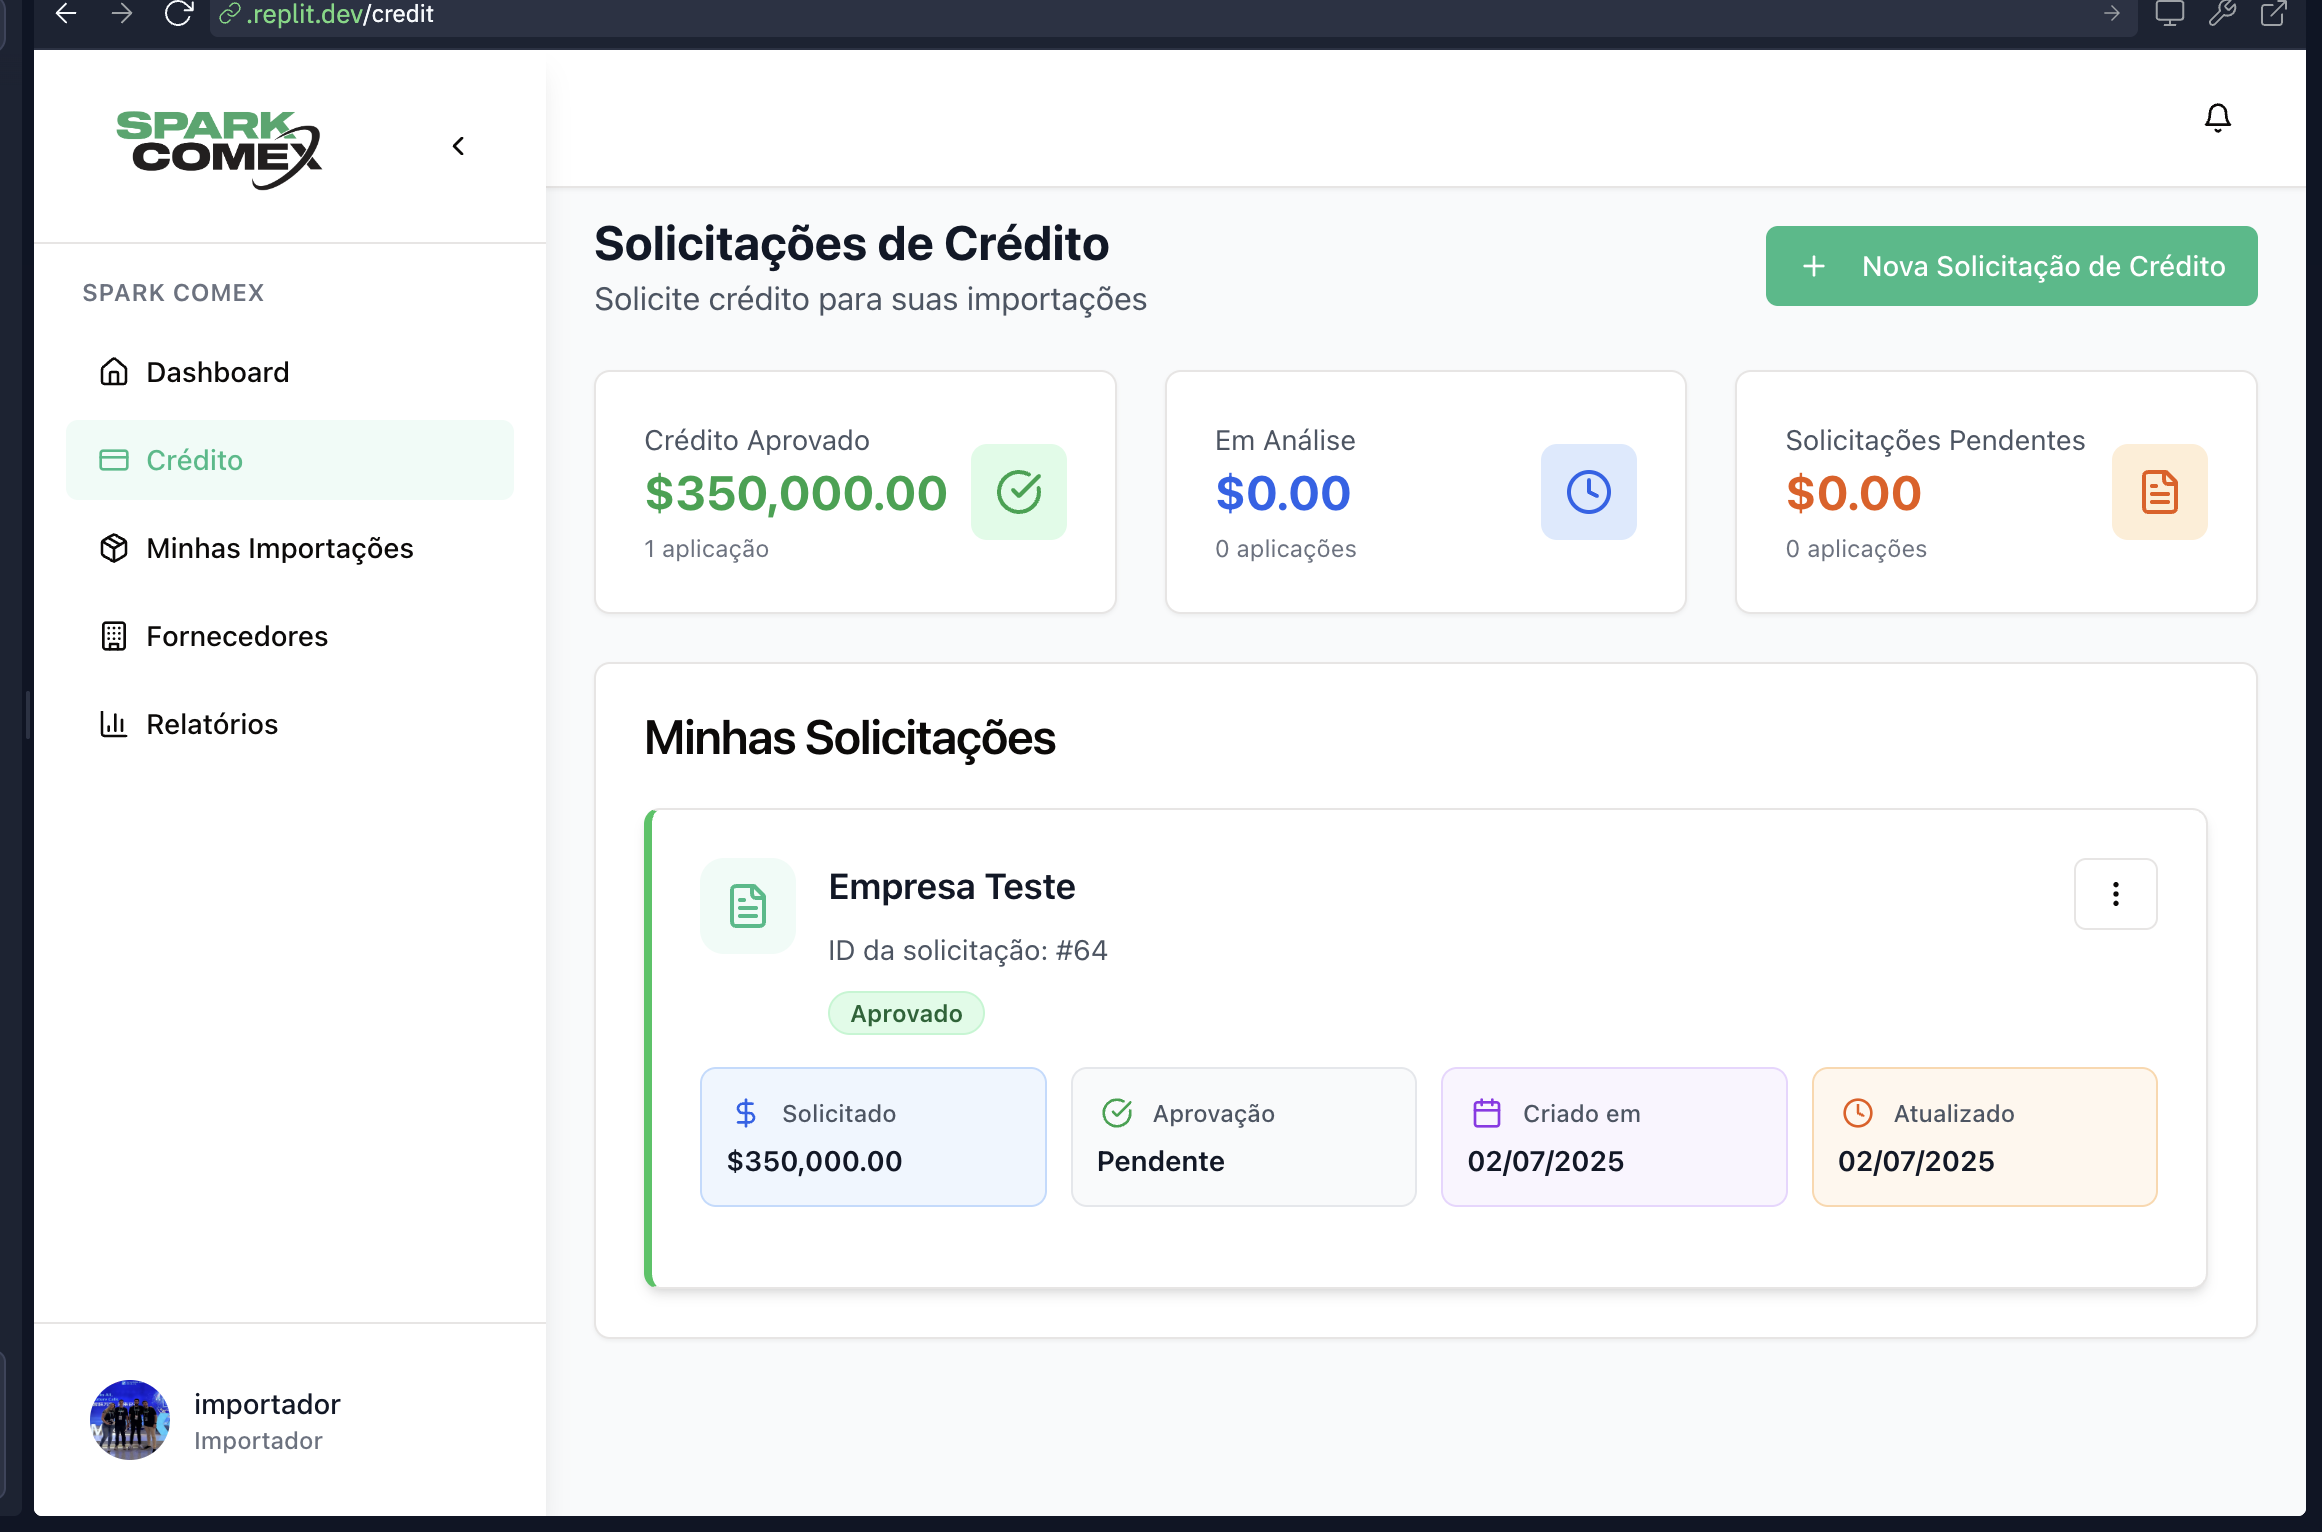 .replit.dev/credit
SPARK
COMEX
SPARK COMEX
Dashboard
Crédito
Minhas Importações
Fornecedores
Relatórios
importador
Importador
Solicitações de Crédito
Solicite crédito para suas importações
Nova Solicitação de Crédito
Crédito Aprovado
$350,000.00
1 aplicação
Em Análise
$0.00
0 aplicações
Solicitações Pendentes
$0.00
0 aplicações
Minhas Solicitações
Empresa Teste
ID da solicitação: #64
Aprovado
Solicitado
$350,000.00
Aprovação
Pendente
Criado em
02/07/2025
Atualizado
02/07/2025